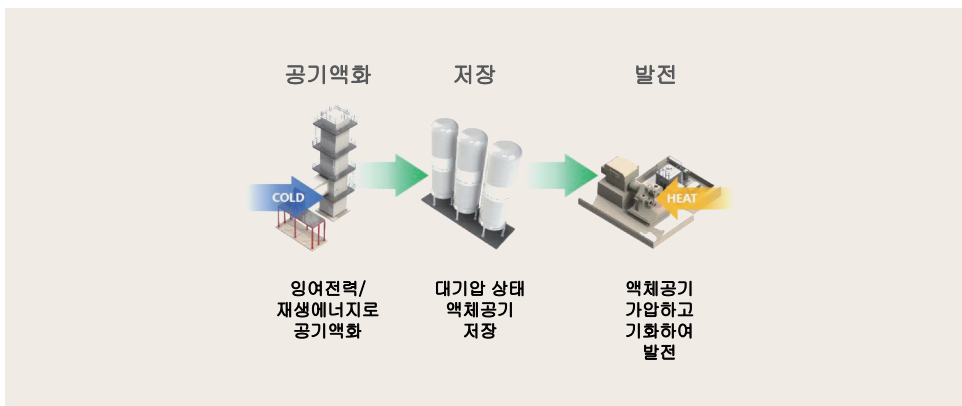 공기액화
저장
발전
COLD
HEAT
잉여전력/
재생에너지로
공기액화
대기압 상태
액체공기
저장
액체공기
가압하고
기화하여
발전